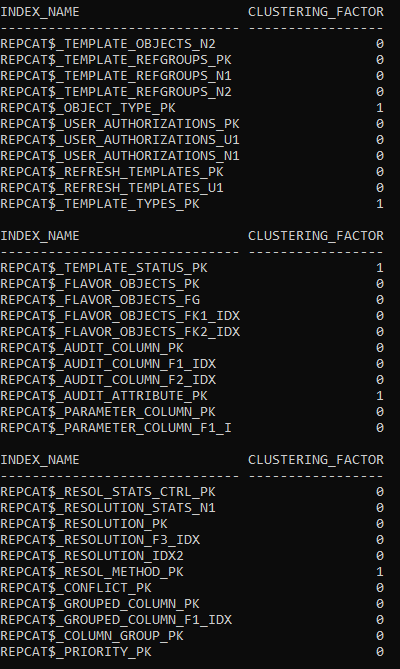 INDEX_NAME                     CLUSTERING_FACTOR
------------------------------ -----------------
REPCAT$_TEMPLATE_OBJECTS_N2                    0
REPCAT$_TEMPLATE_REFGROUPS_PK                  0
REPCAT$_TEMPLATE_REFGROUPS_N1                  0
REPCAT$_TEMPLATE_REFGROUPS_N2                  0
REPCAT$_OBJECT_TYPE_PK                         1
REPCAT$_USER_AUTHORIZATIONS_PK                 0
REPCAT$_USER_AUTHORIZATIONS_U1                 0
REPCAT$_USER_AUTHORIZATIONS_N1                 0
REPCAT$_REFRESH_TEMPLATES_PK                   0
REPCAT$_REFRESH_TEMPLATES_U1                   0
REPCAT$_TEMPLATE_TYPES_PK                      1

INDEX_NAME                     CLUSTERING_FACTOR
------------------------------ -----------------
REPCAT$_TEMPLATE_STATUS_PK                     1
REPCAT$_FLAVOR_OBJECTS_PK                      0
REPCAT$_FLAVOR_OBJECTS_FG                      0
REPCAT$_FLAVOR_OBJECTS_FK1_IDX                 0
REPCAT$_FLAVOR_OBJECTS_FK2_IDX                 0
REPCAT$_AUDIT_COLUMN_PK                        0
REPCAT$_AUDIT_COLUMN_F1_IDX                    0
REPCAT$_AUDIT_COLUMN_F2_IDX                    0
REPCAT$_AUDIT_ATTRIBUTE_PK                     1
REPCAT$_PARAMETER_COLUMN_PK                    0
REPCAT$_PARAMETER_COLUMN_F1_I                  0

INDEX_NAME                     CLUSTERING_FACTOR
------------------------------ -----------------
REPCAT$_RESOL_STATS_CTRL_PK                    0
REPCAT$_RESOLUTION_STATS_N1                    0
REPCAT$_RESOLUTION_PK                          0
REPCAT$_RESOLUTION_F3_IDX                      0
REPCAT$_RESOLUTION_IDX2                        0
REPCAT$_RESOL_METHOD_PK                        1
REPCAT$_CONFLICT_PK                            0
REPCAT$_GROUPED_COLUMN_PK                      0
REPCAT$_GROUPED_COLUMN_F1_IDX                  0
REPCAT$_COLUMN_GROUP_PK                        0
REPCAT$_PRIORITY_PK                            0